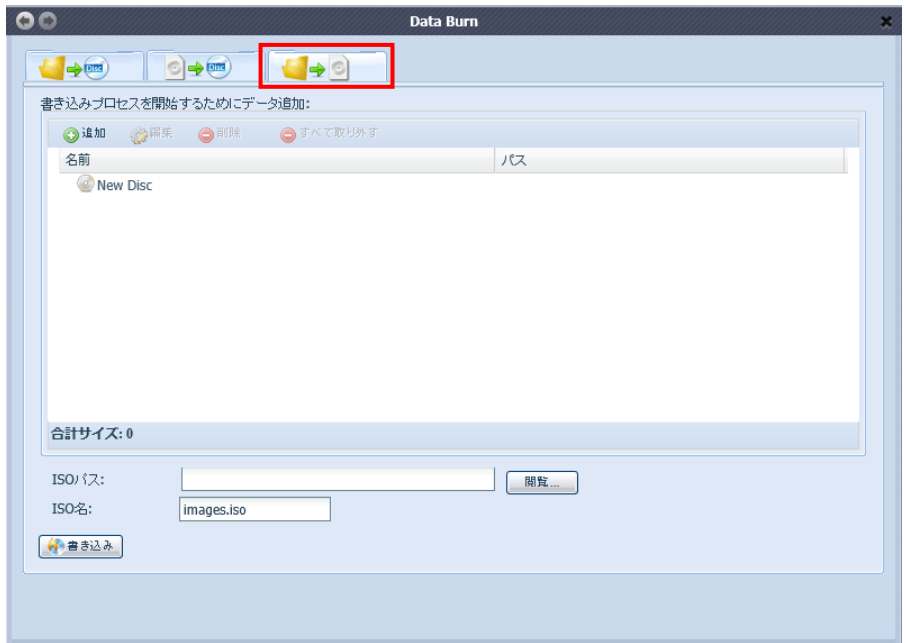 Data Burn
Disc
Disc
書き込みプロセスを開始するためにデータ追加:
追加 編集 削除 すべて取り外す
名前 パス
New Disc
合計サイズ: 0
ISOパス: 閲覧...
ISO名: images.iso
書き込み